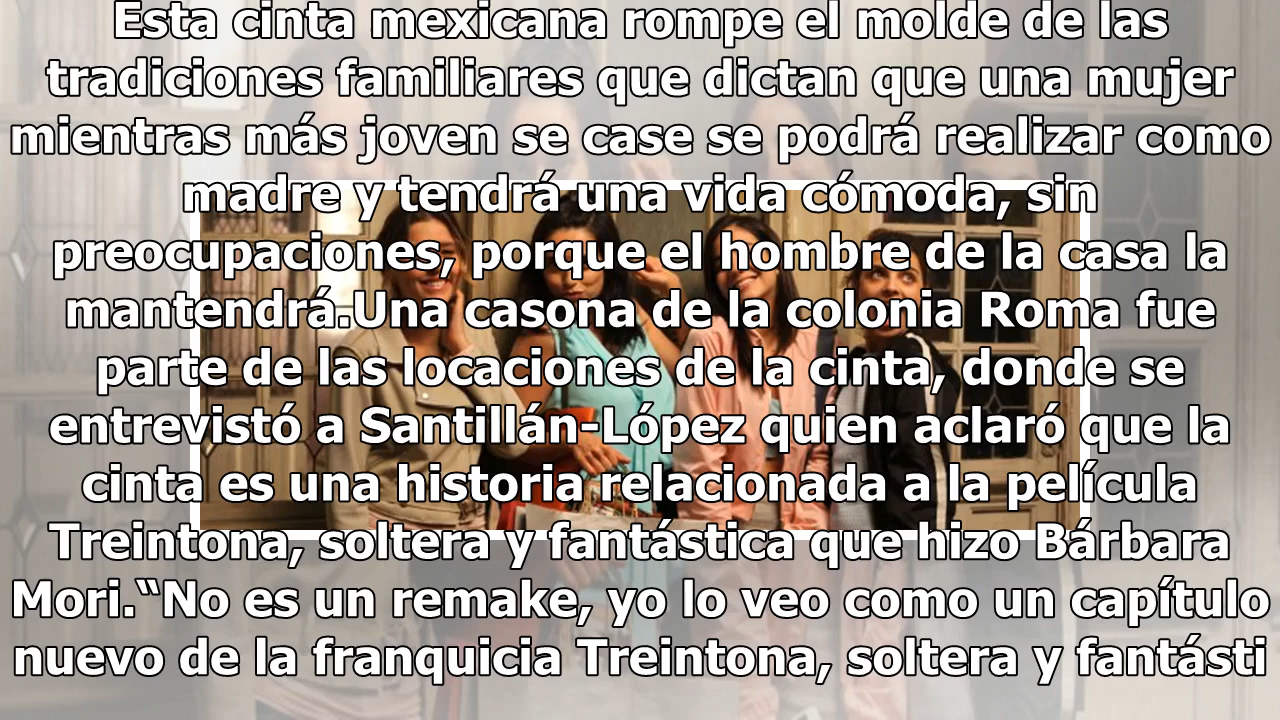 Esta cinta mexicana rompe el molde de las
tradiciones familiares que dictan que una mujer
mientras más joven se case se podrá realizar como
madre y tendrá una vida cómoda, sin
preocupaciones, porque el hombre de la casa la
mantendrá.Una casona de la colonia Roma fue
parte de las locaciones de la cinta, donde se
entrevistó a Santillán-López quien aclaró que la
cinta es una historia relacionada a la película
Treintona, soltera y fantástica que hizo Bárbara
Mori.“No es un remake, yo lo veo como un capítulo
nuevo de la franquicia Treintona, soltera y fantásti